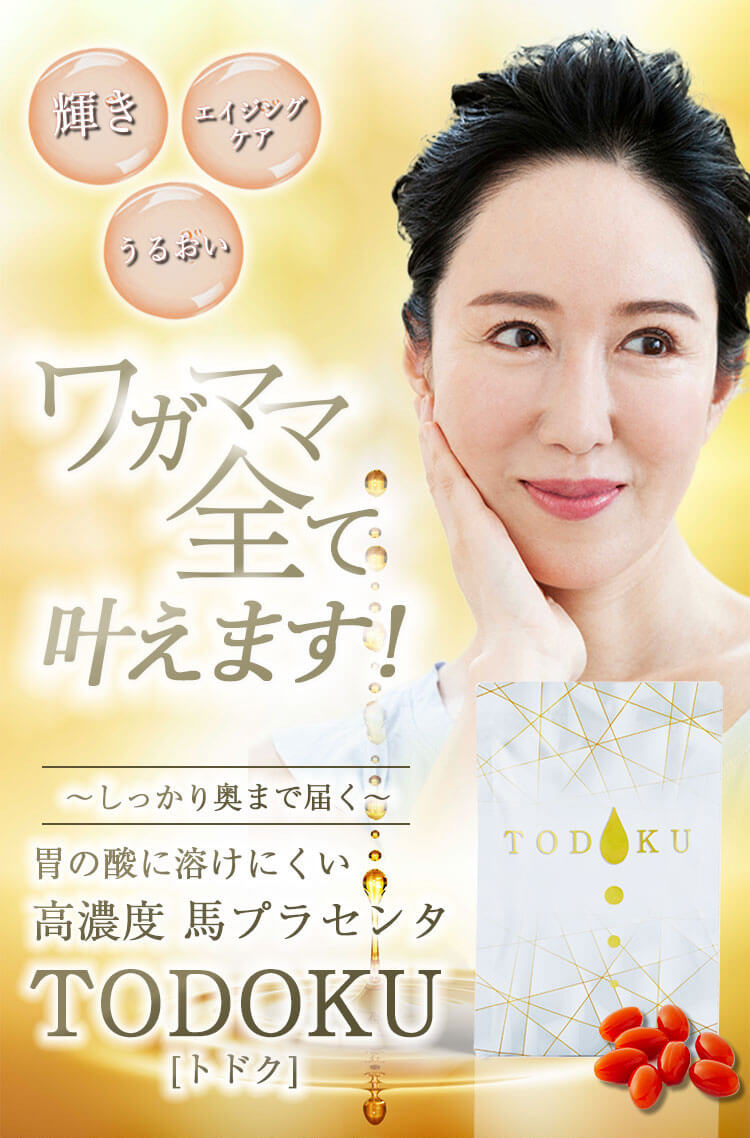 輝き
エイジング
ケア
うるおい
ワガママ
全て
叶えます!
～しっかり奥まで届く～
胃の酸に溶けにくい
高濃度 馬プラセンタ
TODOKU
[トドク]
TODOKU